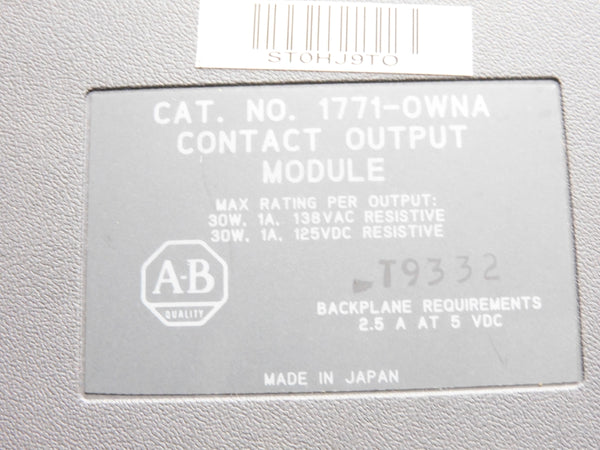 ST0HJ9TO
CAT. NO. 1771-OWNA
CONTACT OUTPUT
MODULE
MAX RATING PER OUTPUT:
30W, 1A, 138VAC RESISTIVE
30W, 1A, 125VDC RESISTIVE
T9332
A-B
QUALITY
BACKPLANE REQUIREMENTS
2.5 A AT 5 VDC
MADE IN JAPAN